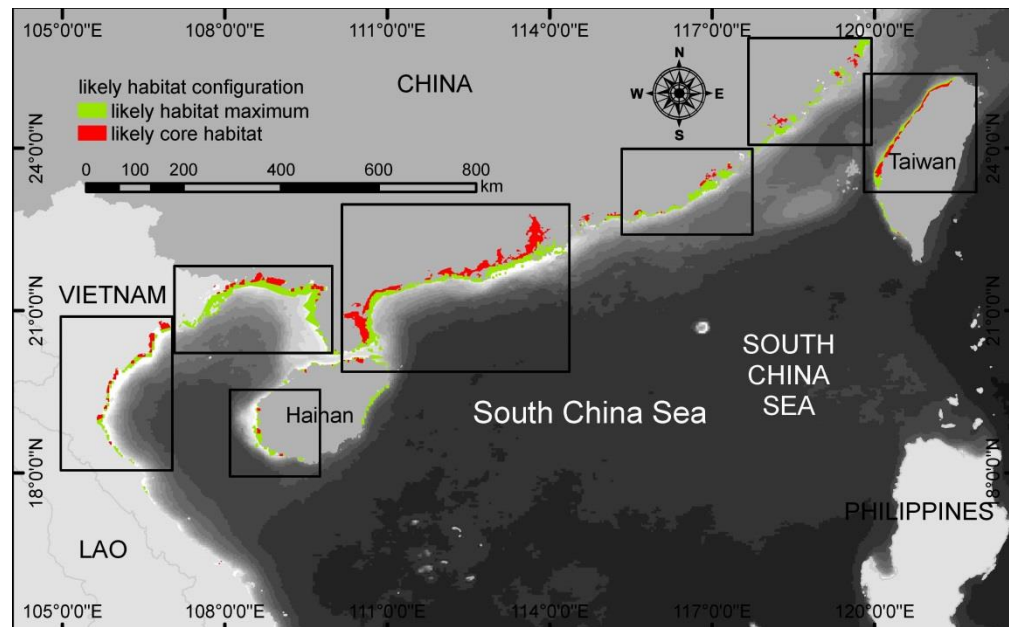 105°0'0"E 108°0'0"E 111°0'0"E 114°0'0"E 117°0'0"E 120°0'0"E
likely habitat configuration
likely habitat maximum
likely core habitat
0 100 200 400 600 800
km
CHINA
N
W E
S
24°0'0"N
24°0'0"N
Taiwan
VIETNAM
21°0'0"N
21°0'0"N
SOUTH
CHINA
SEA
Hainan
South China Sea
18°0'0"N
18°0'0"N
PHILIPPINES
LAO
105°0'0"E 108°0'0"E 111°0'0"E 114°0'0"E 117°0'0"E 120°0'0"E